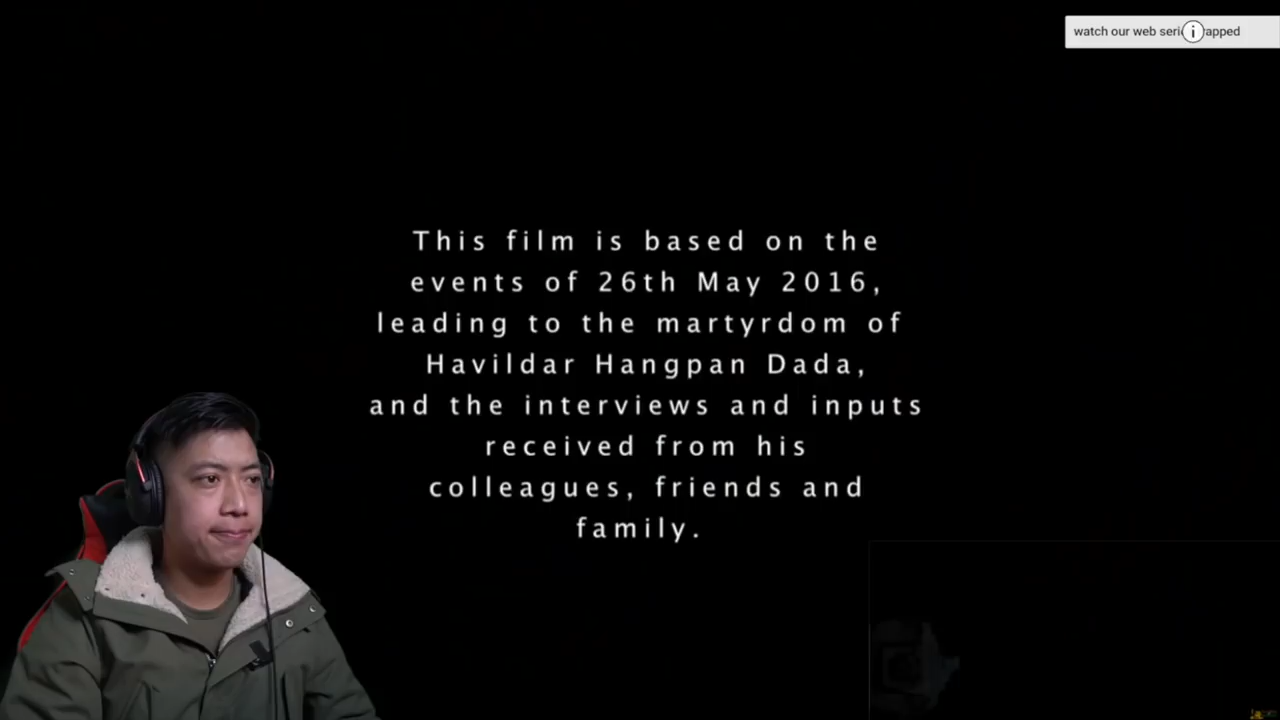 watch our web seri apped
This film is based on the
events of 26th May 2016,
leading to the martyrdom of
Havildar Hangpan Dada,
and the interviews and inputs
received from his
colleagues, friends and
family.